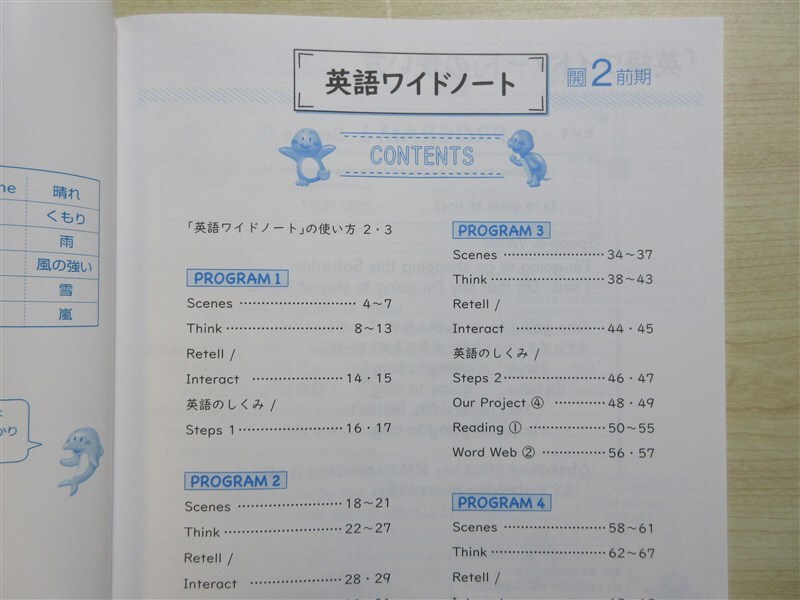 晴れ
くもり
雨
風の強い
雪
嵐
英語ワイドノート
開2前期
CONTENTS
「英語ワイドノート」の使い方 2・3
PROGRAM 1
Scenes 4～7
Think 8～13
Retell /
Interact 14・15
英語のしくみ /
Steps 1 16・17
PROGRAM 2
Scenes 18～21
Think 22～27
Retell /
Interact 28・29
PROGRAM 3
Scenes 34～37
Think 38～43
Retell /
Interact 44・45
英語のしくみ /
Steps 2 46・47
Our Project ④ 48・49
Reading ① 50～55
Word Web ② 56・57
PROGRAM 4
Scenes 58～61
Think 62～67
Retell /